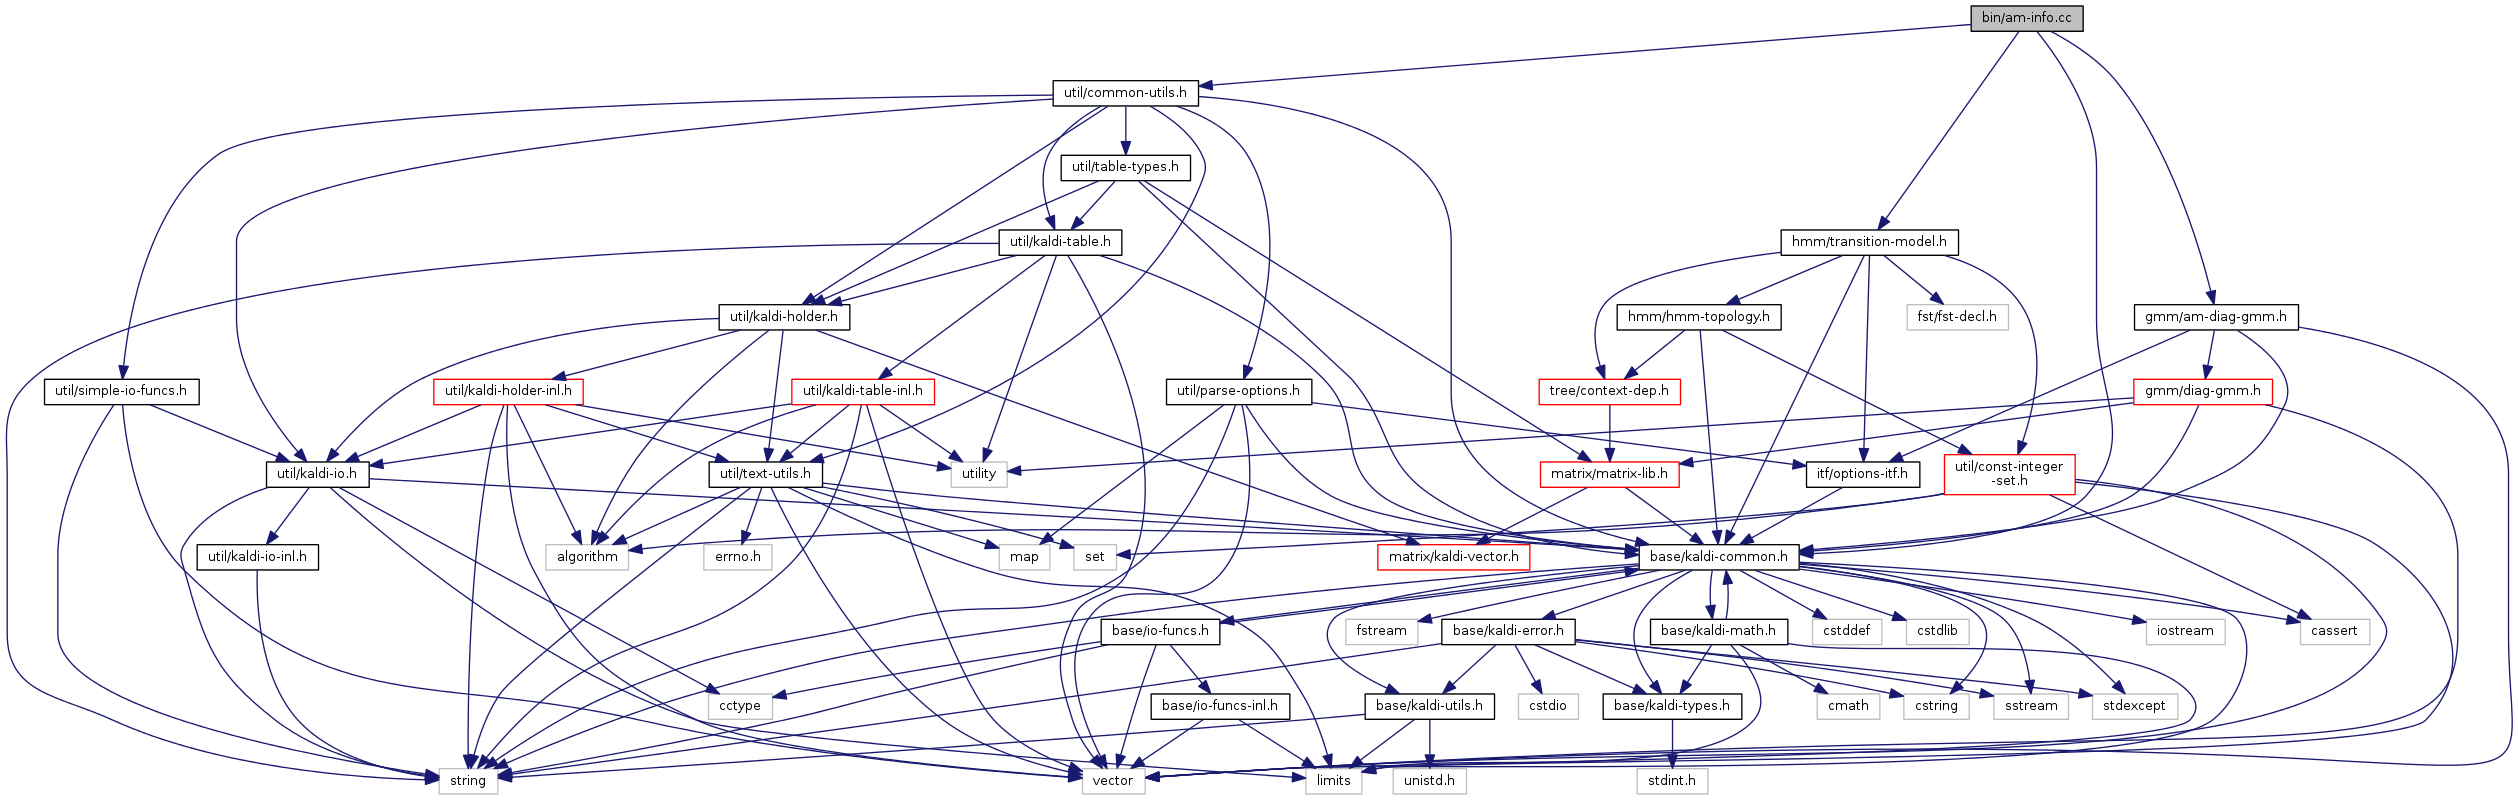 bin/am-info.cc
util/common-utils.h
util/table-types.h
util/kaldi-table.h
hmm/transition-model.h
util/kaldi-holder.h
hmm/hmm-topology.h
fst/fst-decl.h
gmm/am-diag-gmm.h
util/simple-io-funcs.h
util/kaldi-holder-inl.h
util/kaldi-table-inl.h
util/parse-options.h
tree/context-dep.h
gmm/diag-gmm.h
util/kaldi-io.h
util/text-utils.h
utility
matrix/matrix-lib.h
itf/options-itf.h
util/const-integer
-set.h
util/kaldi-io-inl.h
algorithm
errno.h
map
set
matrix/kaldi-vector.h
base/kaldi-common.h
base/io-funcs.h
fstream
base/kaldi-error.h
base/kaldi-math.h
cstddef
cstdlib
iostream
cassert
cctype
base/io-funcs-inl.h
base/kaldi-utils.h
cstdio
base/kaldi-types.h
cmath
cstring
sstream
stdexcept
string
vector
limits
unistd.h
stdint.h